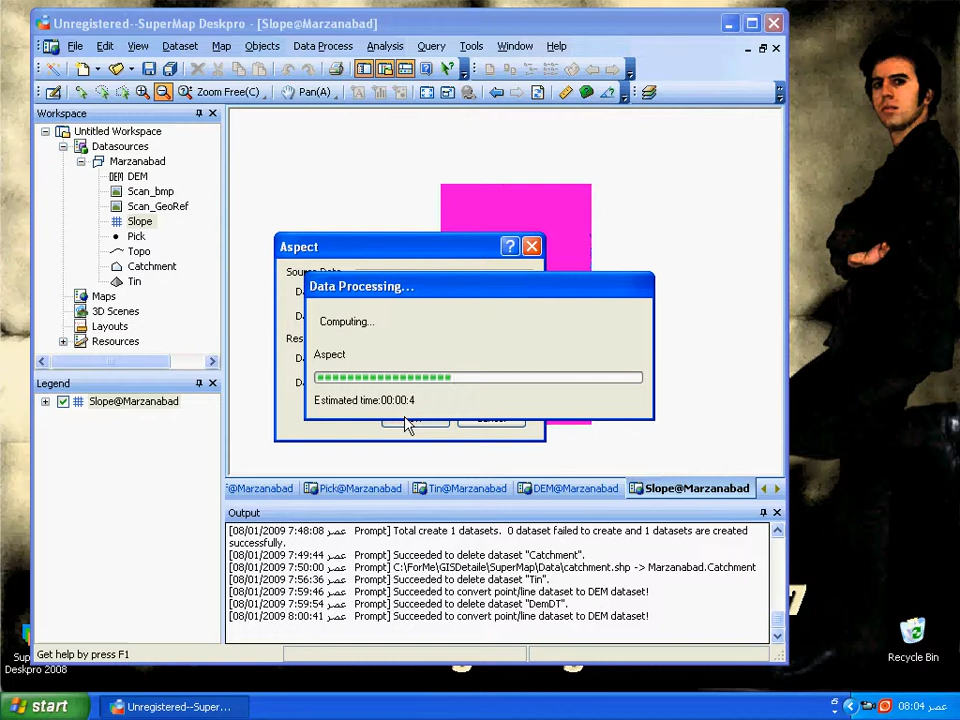 Unregistered--SuperMap Deskpro - [Slope@Marzanabad]
File Edit View Dataset Map Objects Data Process Analysis Query Tools Window Help
Zoom Free(C) Pan(A)
Workspace
Untitled Workspace
Datasources
Marzanabad
DEM DEM
Scan_bmp
Scan_GeoRef
Slope
Pick
Topo
Catchment
Tin
Maps
3D Scenes
Layouts
Resources
Legend
Slope@Marzanabad
Aspect
Data Processing...
Computing...
Aspect
Estimated time:00:00:4
@Marzanabad Pick@Marzanabad Tin@Marzanabad DEM@Marzanabad Slope@Marzanabad
Output
[08/01/2009 7:48:08 عصر Prompt] Total create 1 datasets. 0 dataset failed to create and 1 datasets are created
successfully.
[08/01/2009 7:49:44 عصر Prompt] Succeeded to delete dataset "Catchment".
[08/01/2009 7:50:00 عصر Prompt] C:\ForMe\GISDetaile\SuperMap\Data\catchment.shp -> Marzanabad.Catchment
[08/01/2009 7:56:36 عصر Prompt] Succeeded to delete dataset "Tin".
[08/01/2009 7:59:46 عصر Prompt] Succeeded to convert point/line dataset to DEM dataset!
[08/01/2009 7:59:54 عصر Prompt] Succeeded to delete dataset "DemDT".
[08/01/2009 8:00:41 عصر Prompt] Succeeded to convert point/line dataset to DEM dataset!
Get help by press F1
Deskpro 2008
Recycle Bin
start
Unregistered--Super...
08:04 عصر